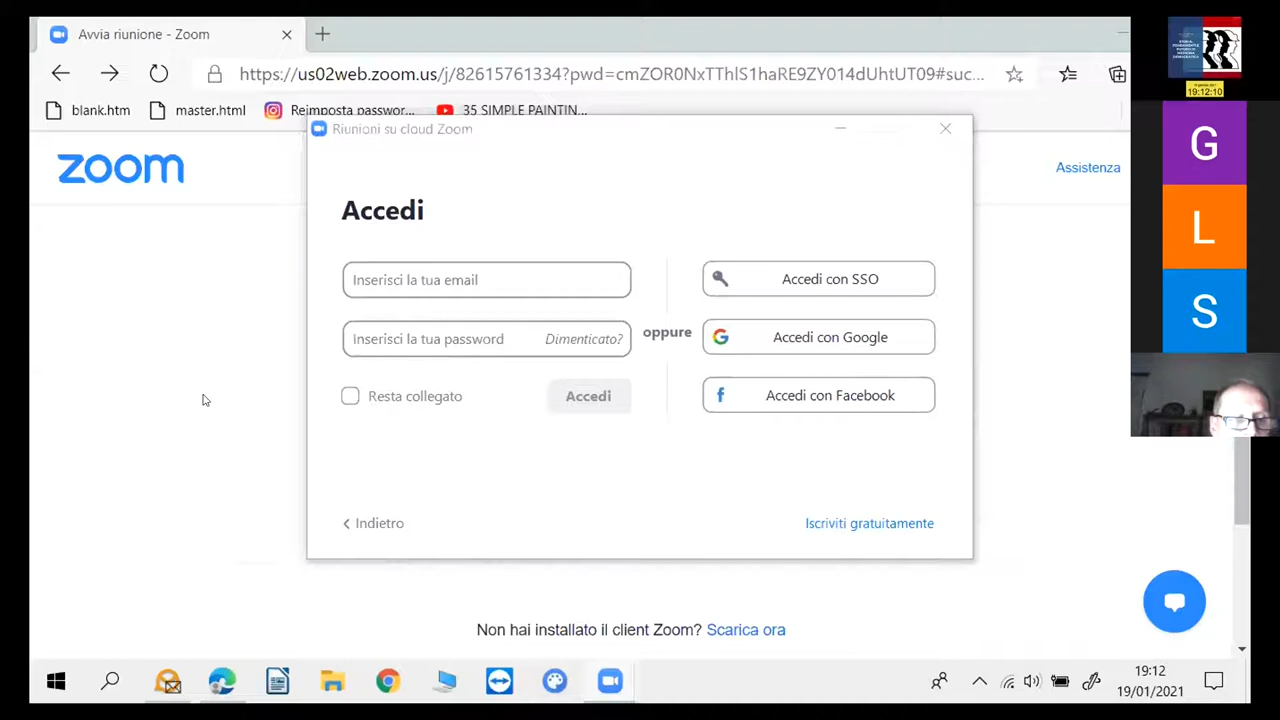 Avvia riunione - Zoom
https://us02web.zoom.us/j/82615761334?pwd=cmZOR0NxTThlS1haRE9ZY014dUhtUT09#suc...
blank.htm
master.html
Reimposta passwor...
35 SIMPLE PAINTIN...
Riunioni su cloud Zoom
zoom
Assistenza
Accedi
Inserisci la tua email
Inserisci la tua password
Dimenticato?
Resta collegato
Accedi
oppure
Accedi con SSO
Accedi con Google
Accedi con Facebook
Indietro
Iscriviti gratuitamente
Non hai installato il client Zoom? Scarica ora
19:12
19/01/2021
19:12:10
G
L
S